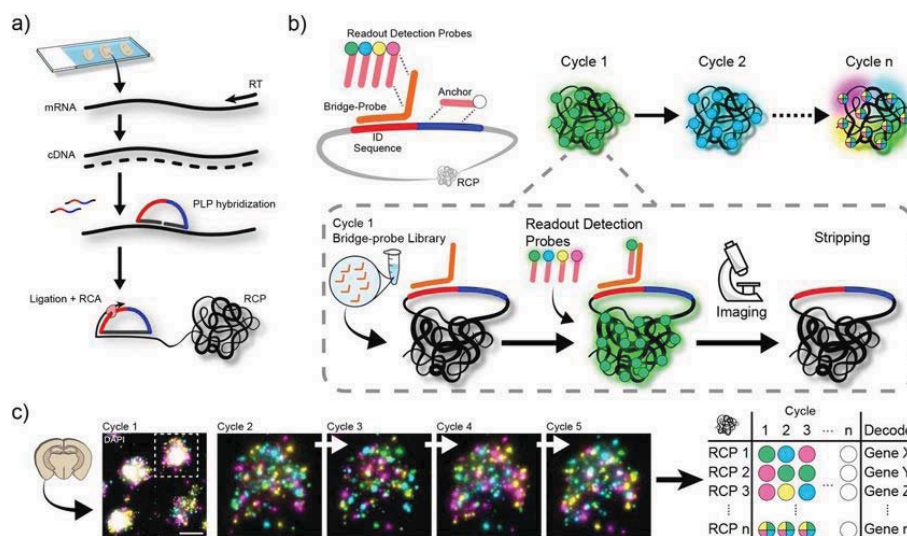 a)
RT
mRNA
cDNA
PLP hybridization
Ligation + RCA
RCP
b)
Readout Detection Probes
Bridge-Probe
Anchor
ID
Sequence
RCP
Cycle 1
Cycle 2
Cycle n
Cycle 1
Bridge-probe Library
Readout Detection
Probes
Imaging
Stripping
c)
Cycle 1
DAPI
Cycle 2
Cycle 3
Cycle 4
Cycle 5
Cycle
1 2 3 ... n Decode
RCP 1 Gene X
RCP 2 Gene Y
RCP 3 ... Gene Z
RCP n Gene n